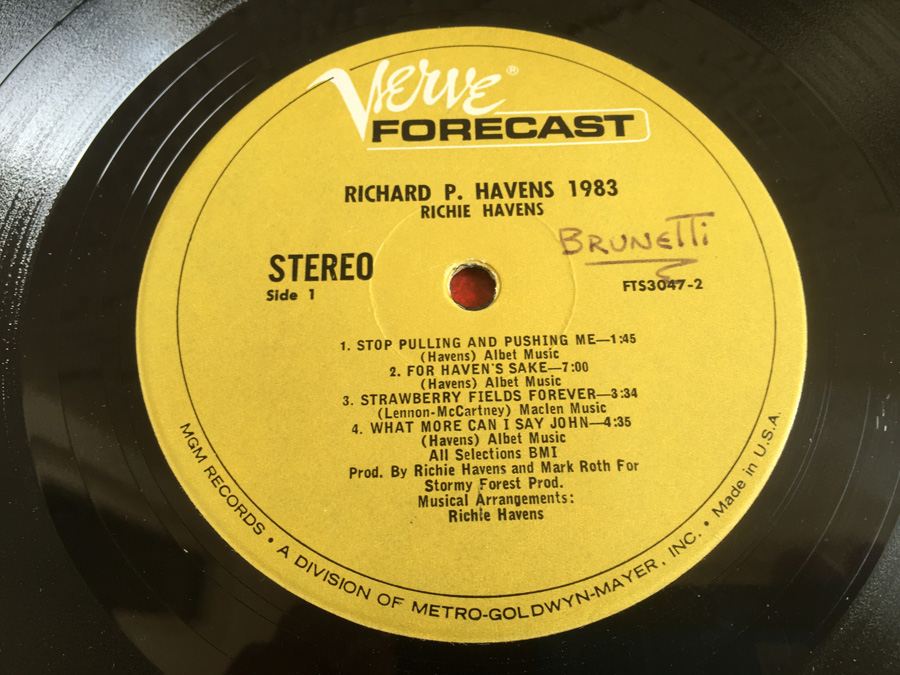 Verve®
FORECAST
RICHARD P. HAVENS 1983
RICHIE HAVENS
BRUNETTi
STEREO
Side 1
FTS3047-2
1. STOP PULLING AND PUSHING ME—1:45
(Havens) Albet Music
2. FOR HAVEN'S SAKE—7:00
(Havens) Albet Music
3. STRAWBERRY FIELDS FOREVER—3:34
(Lennon-McCartney) Maclen Music
4. WHAT MORE CAN I SAY JOHN—4:35
(Havens) Albet Music
All Selections BMI
Prod. By Richie Havens and Mark Roth For
Stormy Forest Prod.
Musical Arrangements:
Richie Havens
MGM RECORDS • A DIVISION OF METRO-GOLDWYN-MAYER, INC. • Made in U.S.A.